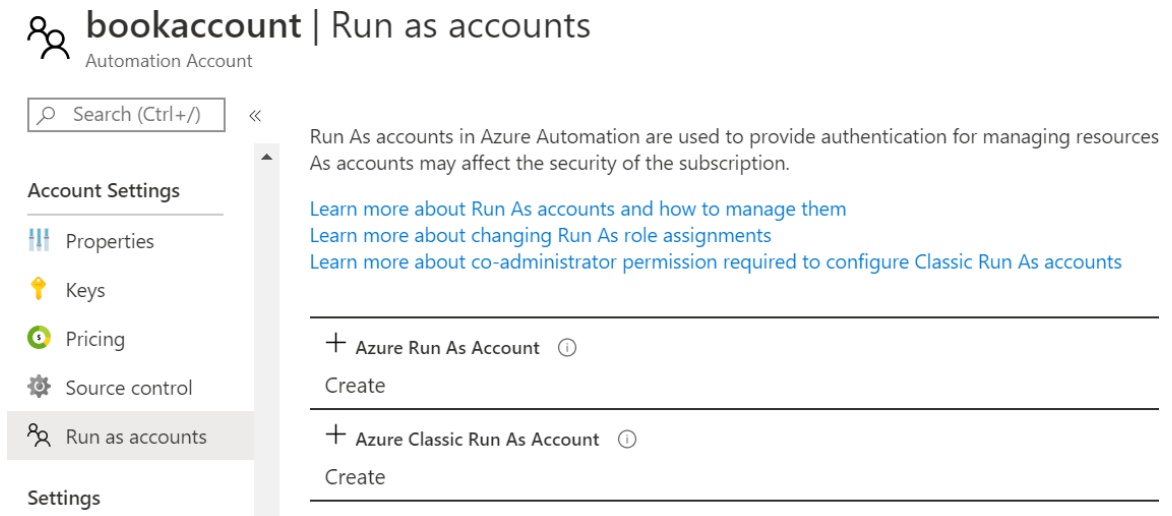 bookaccount | Run as accounts
Automation Account
Search (Ctrl+/)
«
Account Settings
Properties
Keys
Pricing
Source control
Run as accounts
Settings
Run As accounts in Azure Automation are used to provide authentication for managing resources
As accounts may affect the security of the subscription.
Learn more about Run As accounts and how to manage them
Learn more about changing Run As role assignments
Learn more about co-administrator permission required to configure Classic Run As accounts
+ Azure Run As Account
Create
+ Azure Classic Run As Account
Create